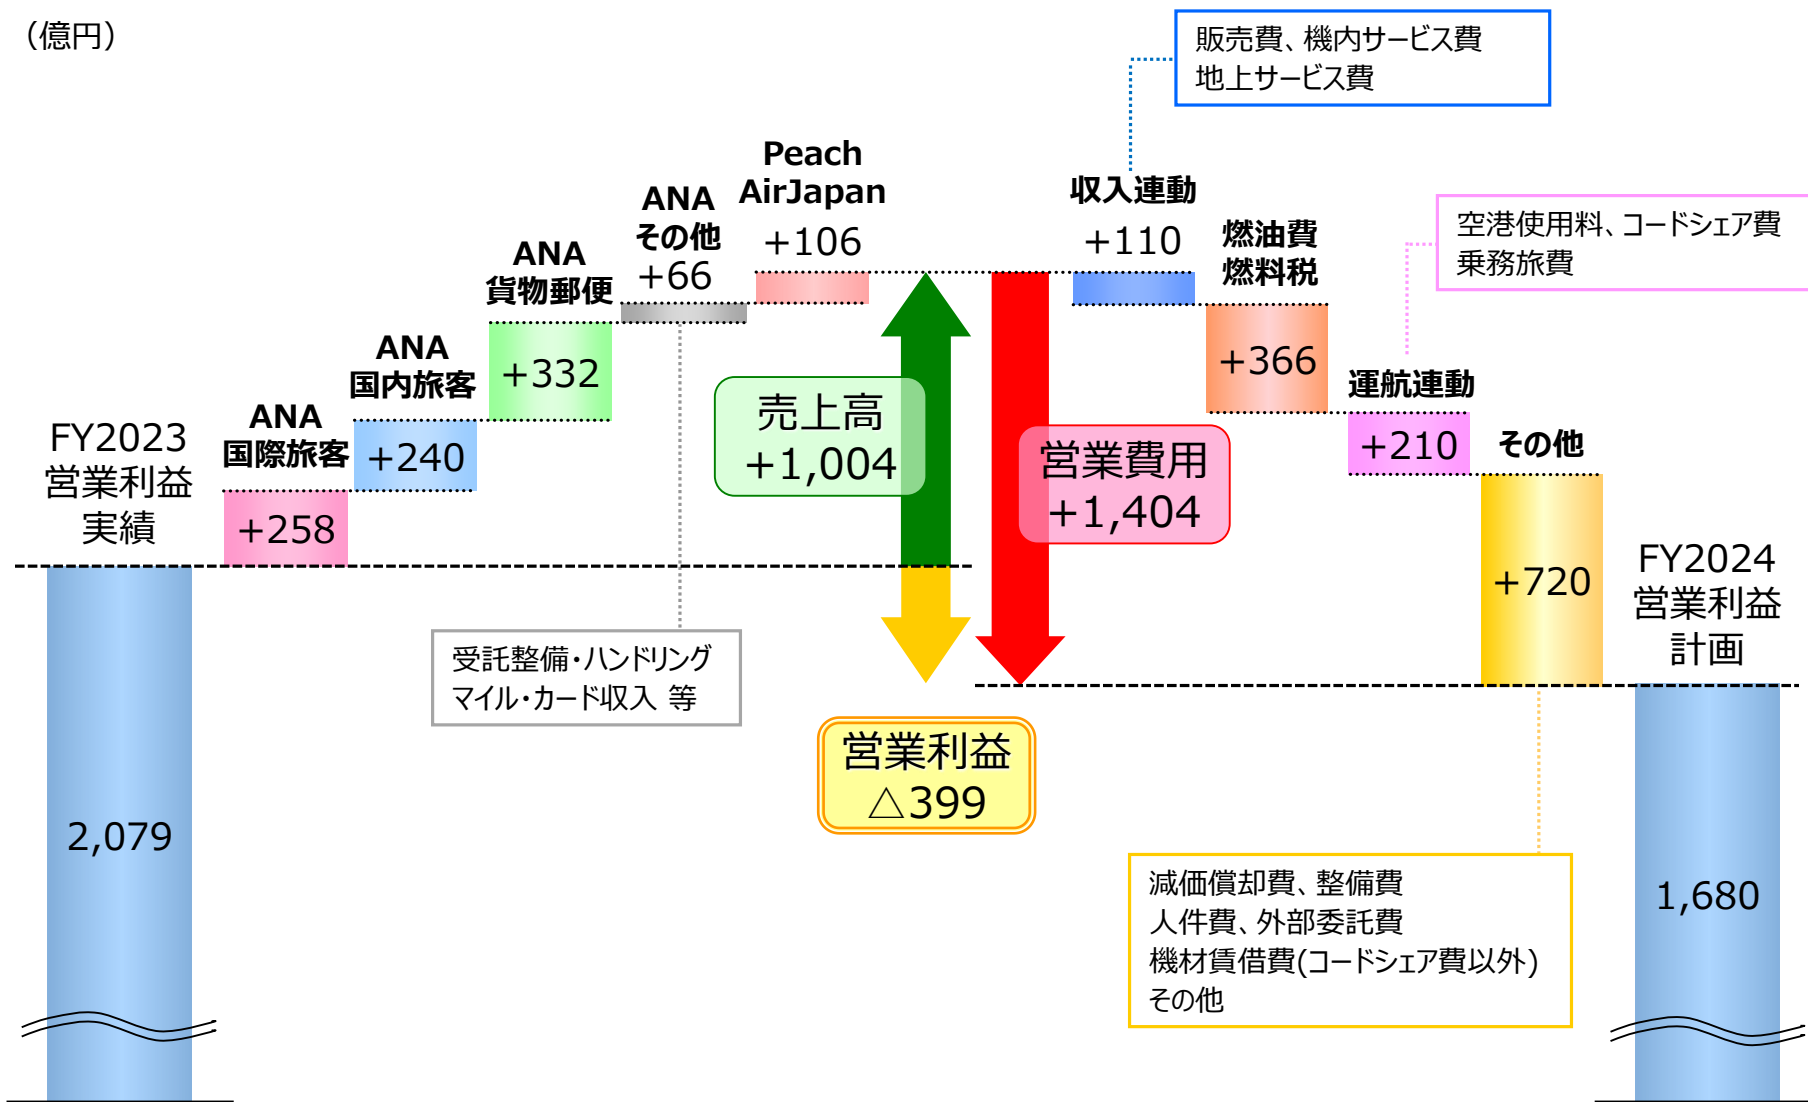 （億円）
FY2023
営業利益
実績
2,079
ANA
国際旅客
+258
ANA
国内旅客
+240
ANA
貨物郵便
+332
ANA
その他
+66
受託整備・ハンドリング
マイル・カード収入 等
Peach
AirJapan
+106
売上高
+1,004
営業費用
+1,404
営業利益
△399
収入連動
+110
販売費、機内サービス費
地上サービス費
燃油費
燃料税
+366
運航連動
+210
空港使用料、コードシェア費
乗務旅費
その他
+720
減価償却費、整備費
人件費、外部委託費
機材賃借費(コードシェア費以外)
その他
FY2024
営業利益
計画
1,680